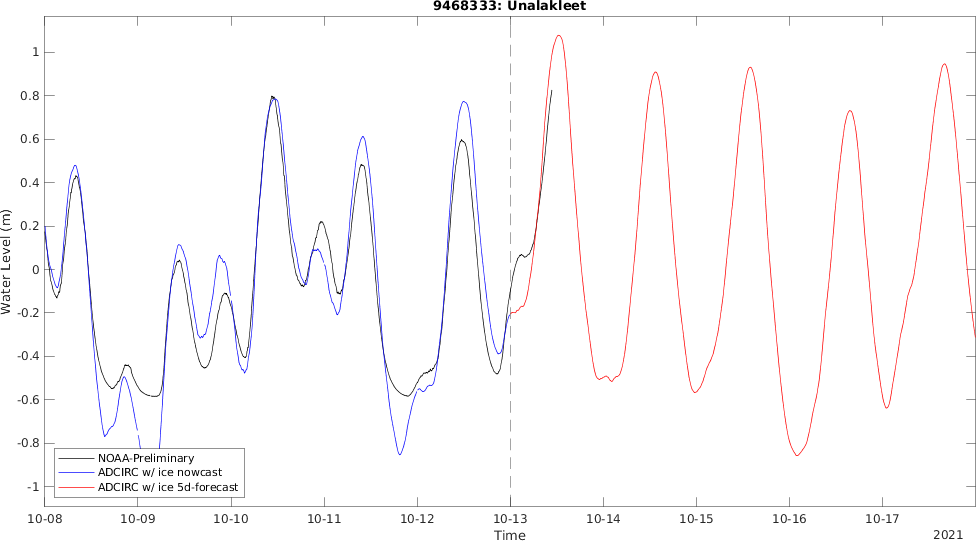 9468333: Unalakleet
Water Level (m)
1
0.8
0.6
0.4
0.2
0
-0.2
-0.4
-0.6
-0.8
-1
NOAA-Preliminary
ADCIRC w/ ice nowcast
ADCIRC w/ ice 5d-forecast
10-08 10-09 10-10 10-11 10-12 10-13 10-14 10-15 10-16 10-17
Time
2021